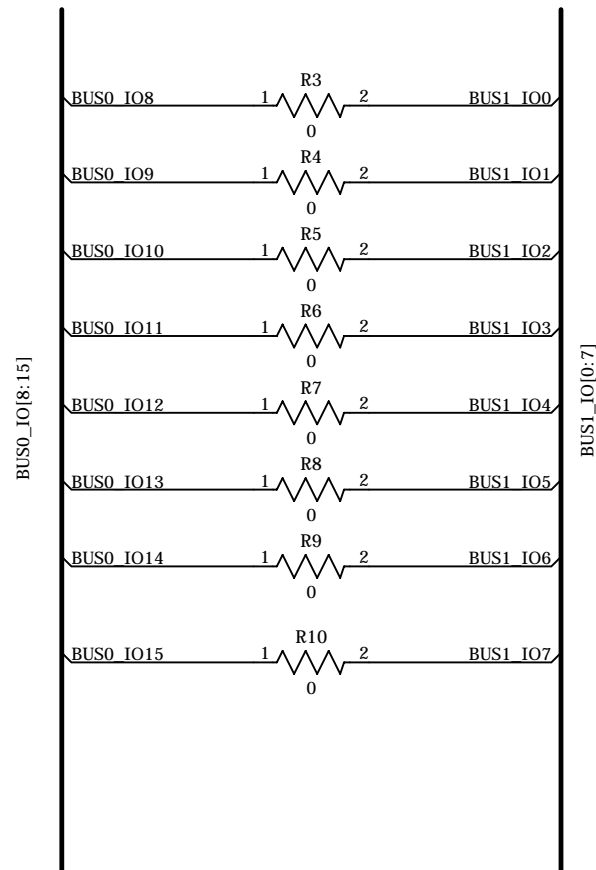 R3
BUS0_IO8 1 2 BUS1_IO0
0
R4
BUS0_IO9 1 2 BUS1_IO1
0
R5
BUS0_IO10 1 2 BUS1_IO2
0
R6
BUS0_IO11 1 2 BUS1_IO3
0
R7
BUS0_IO12 1 2 BUS1_IO4
0
R8
BUS0_IO13 1 2 BUS1_IO5
0
R9
BUS0_IO14 1 2 BUS1_IO6
0
R10
BUS0_IO15 1 2 BUS1_IO7
0
BUS0_IO[8:15]
BUS1_IO[0:7]